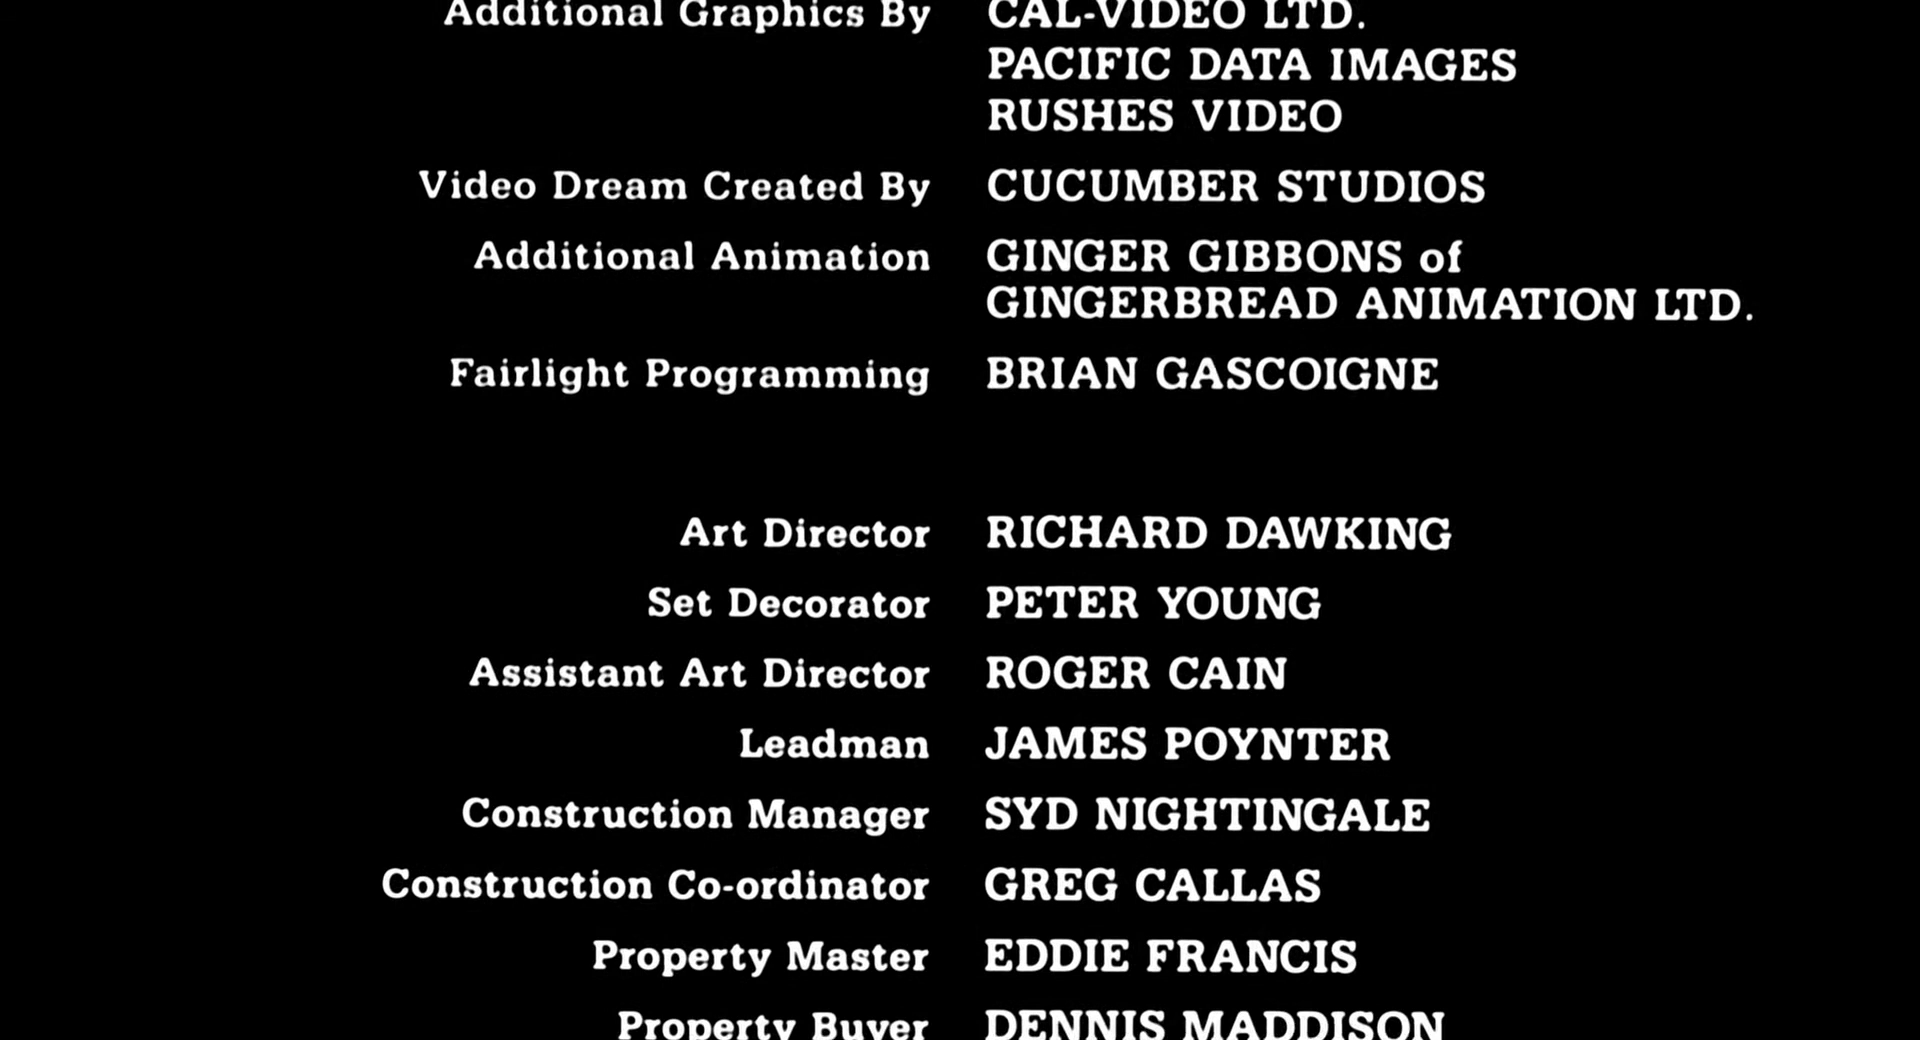 Additional Graphics By CAL-VIDEO LTD.
PACIFIC DATA IMAGES
RUSHES VIDEO
Video Dream Created By CUCUMBER STUDIOS
Additional Animation GINGER GIBBONS of
GINGERBREAD ANIMATION LTD.
Fairlight Programming BRIAN GASCOIGNE
Art Director RICHARD DAWKING
Set Decorator PETER YOUNG
Assistant Art Director ROGER CAIN
Leadman JAMES POYNTER
Construction Manager SYD NIGHTINGALE
Construction Co-ordinator GREG CALLAS
Property Master EDDIE FRANCIS
Property Buyer DENNIS MADDISON